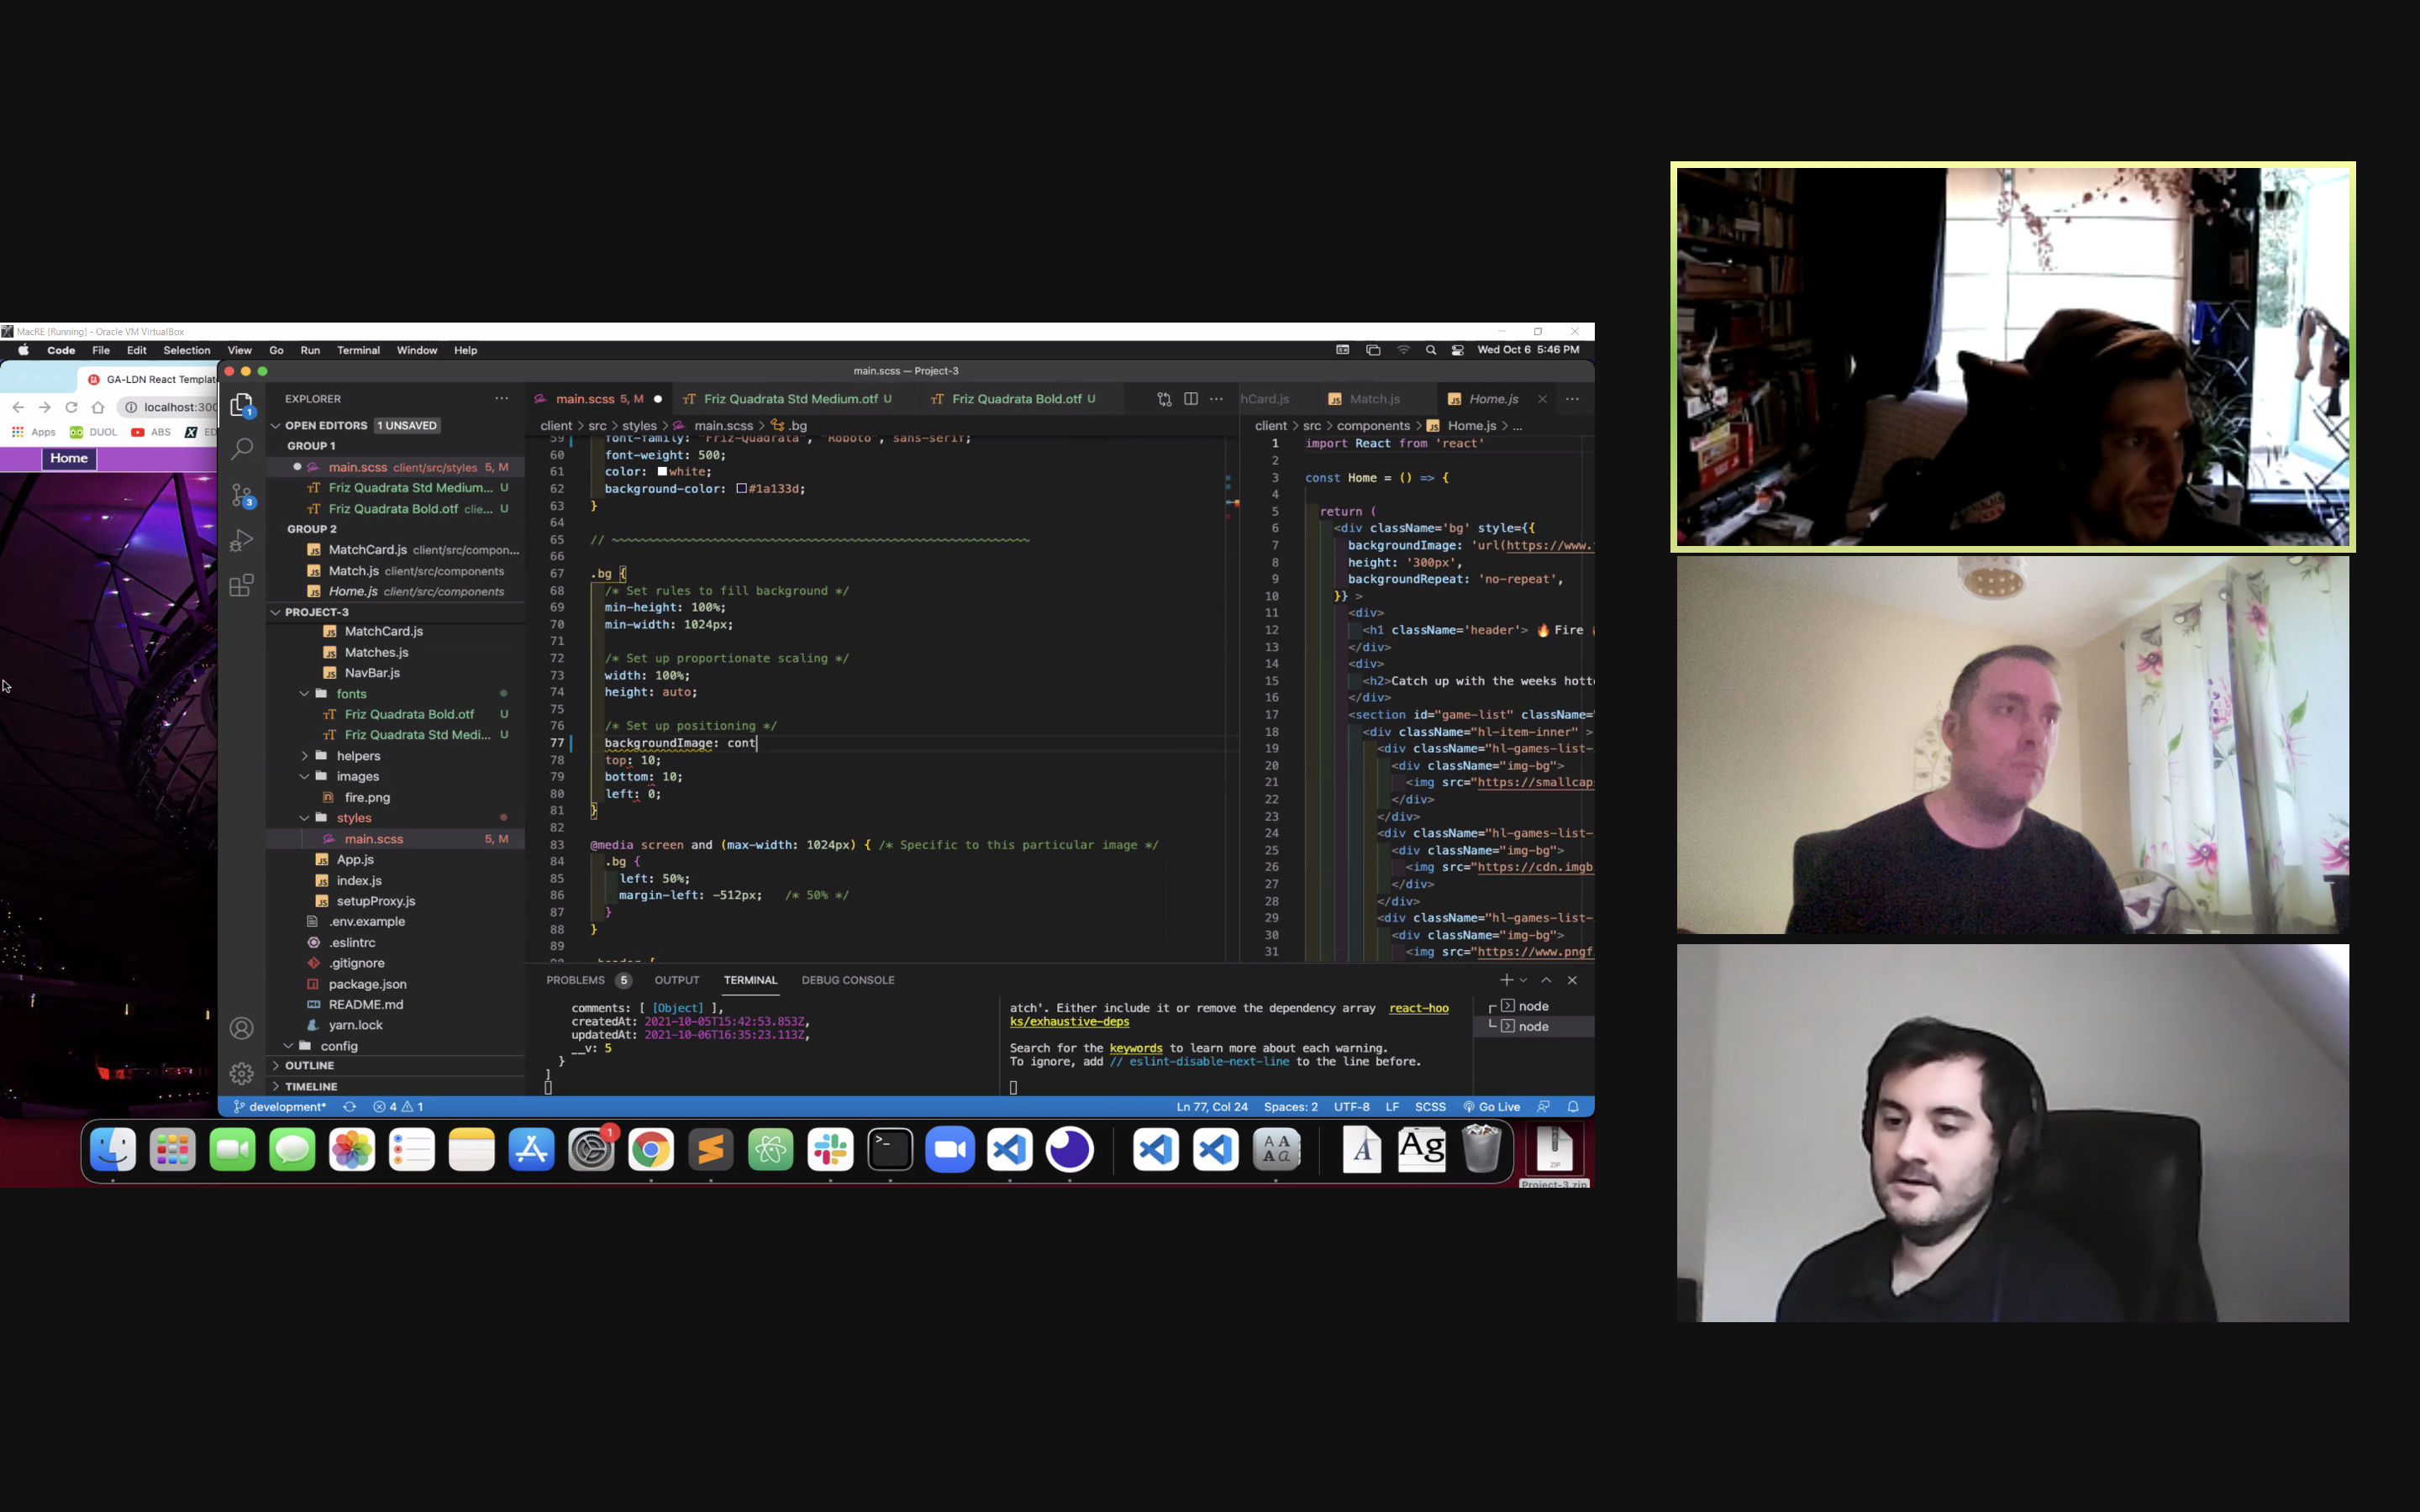 MacRE [Running] - Oracle VM VirtualBox
Code File Edit Selection View Go Run Terminal Window Help
Wed Oct 6 5:46 PM
GA-LDN React Templat
localhost:300
Apps DUOL ABS ED
Home
main.scss — Project-3
EXPLORER
OPEN EDITORS 1 UNSAVED
GROUP 1
main.scss client/src/styles 5, M
Friz Quadrata Std Medium... U
Friz Quadrata Bold.otf clie... U
GROUP 2
MatchCard.js client/src/compon...
Match.js client/src/components
Home.js client/src/components
PROJECT-3
MatchCard.js
Matches.js
NavBar.js
fonts
Friz Quadrata Bold.otf U
Friz Quadrata Std Medi... U
helpers
images
fire.png
styles
main.scss 5, M
App.js
index.js
setupProxy.js
.env.example
.eslintrc
.gitignore
package.json
README.md
yarn.lock
config
OUTLINE
TIMELINE
main.scss 5, M
Friz Quadrata Std Medium.otf U
Friz Quadrata Bold.otf U
client > src > styles > main.scss > .bg
59 font-family: "Friz-Quadrata", "Roboto", sans-serif;
60 font-weight: 500;
61 color: white;
62 background-color: #1a133d;
63 }
64
65 // ~~~~~~~~~~~~~~~~~~~~~~~~~~~~~~~~~~~~~~~~~~~~~~~~~~~~~~~~~~
66
67 .bg {
68 /* Set rules to fill background */
69 min-height: 100%;
70 min-width: 1024px;
71
72 /* Set up proportionate scaling */
73 width: 100%;
74 height: auto;
75
76 /* Set up positioning */
77 backgroundImage: cont
78 top: 10;
79 bottom: 10;
80 left: 0;
81 }
82
83 @media screen and (max-width: 1024px) { /* Specific to this particular image */
84 .bg {
85 left: 50%;
86 margin-left: -512px; /* 50% */
87 }
88 }
89
90 .header {
hCard.js
Match.js
Home.js
client > src > components > Home.js > ...
1 import React from 'react'
2
3 const Home = () => {
4
5 return (
6 <div className='bg' style={{
7 backgroundImage: 'url(https://www.
8 height: '300px',
9 backgroundRepeat: 'no-repeat',
10 }} >
11 <div>
12 <h1 className='header'> 🔥 Fire
13 </div>
14 <div>
15 <h2>Catch up with the weeks hott
16 </div>
17 <section id="game-list" className="
18 <div className="hl-item-inner" >
19 <div className="hl-games-list-
20 <div className="img-bg">
21 <img src="https://smallcap
22 </div>
23 </div>
24 <div className="hl-games-list-
25 <div className="img-bg">
26 <img src="https://cdn.imgb
27 </div>
28 </div>
29 <div className="hl-games-list-
30 <div className="img-bg">
31 <img src="https://www.pngf
PROBLEMS 5 OUTPUT TERMINAL DEBUG CONSOLE
comments: [ [Object] ],
createdAt: 2021-10-05T15:42:53.853Z,
updatedAt: 2021-10-06T16:35:23.113Z,
__v: 5
}
]
atch'. Either include it or remove the dependency array react-hoo
ks/exhaustive-deps
Search for the keywords to learn more about each warning.
To ignore, add // eslint-disable-next-line to the line before.
node
node
development* 4 1
Ln 77, Col 24 Spaces: 2 UTF-8 LF SCSS Go Live
Project-3.zip